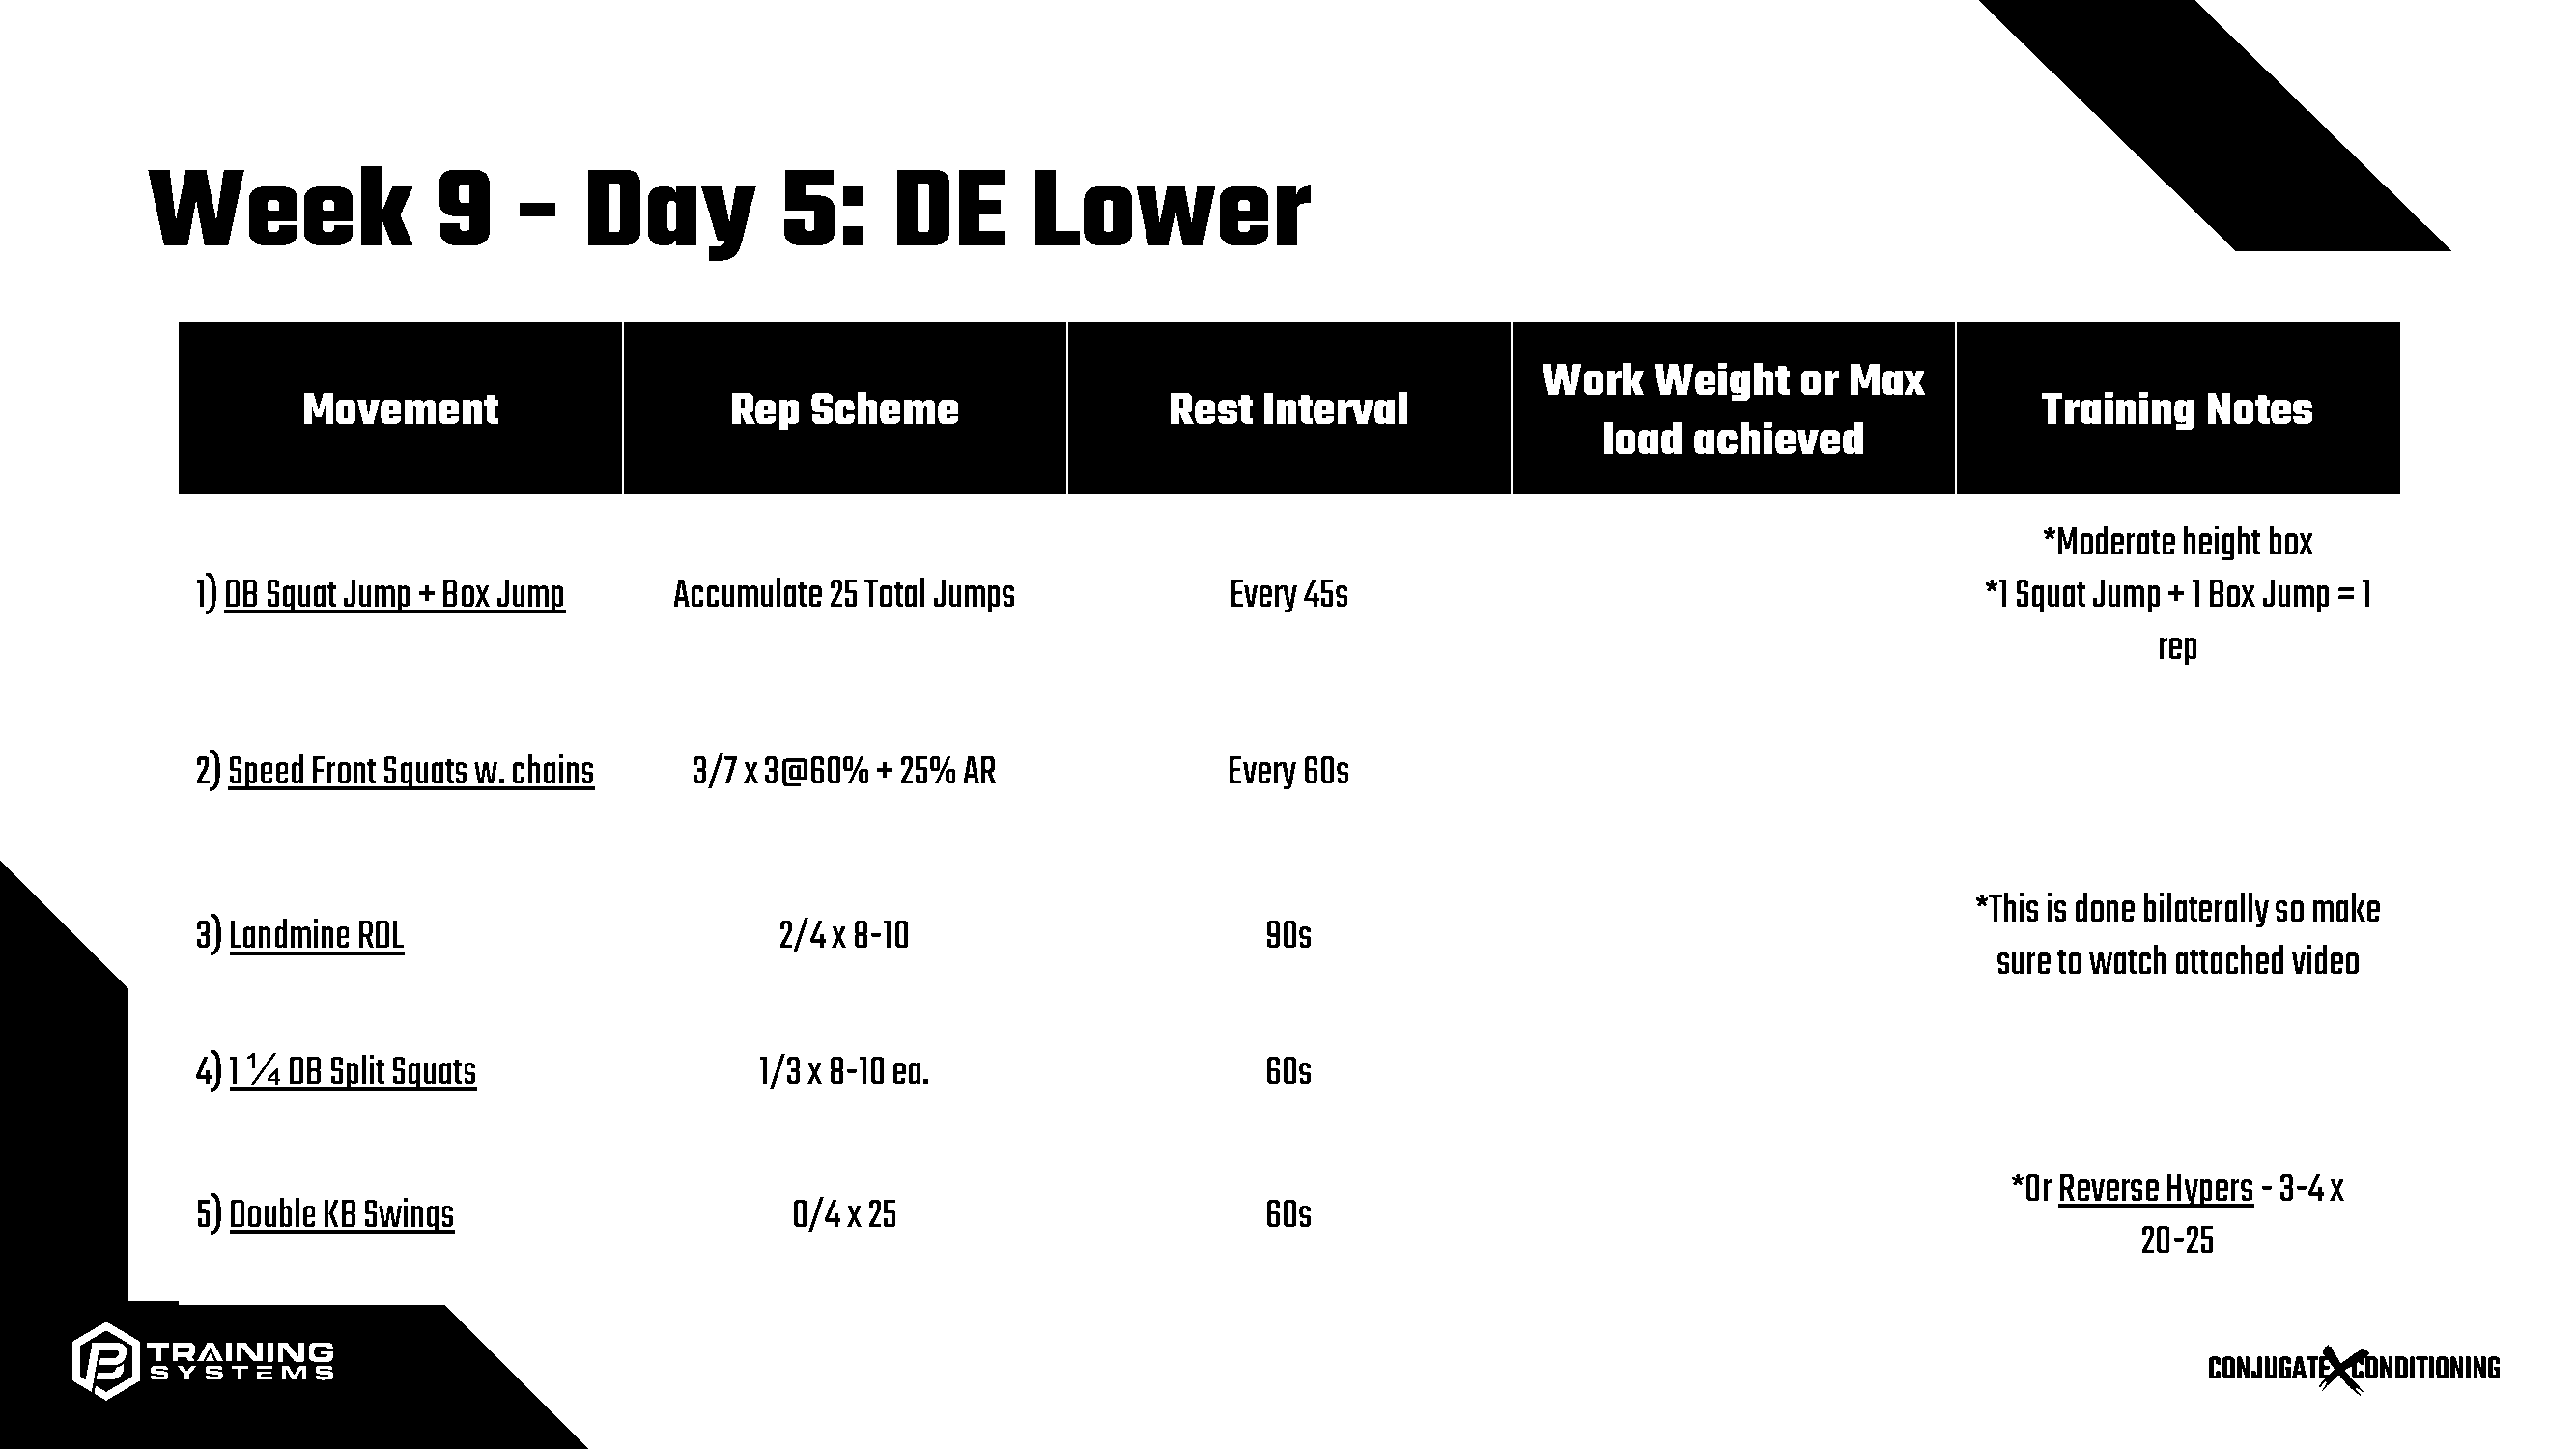 Week 9 – Day 5: DE Lower
Movement
Rep Scheme
Rest Interval
Work Weight or Max
load achieved
Training Notes
1) DB Squat Jump + Box Jump
Accumulate 25 Total Jumps
Every 45s
*Moderate height box
*1 Squat Jump + 1 Box Jump = 1
rep
2) Speed Front Squats w. chains
3/7 x 3@60% + 25% AR
Every 60s
3) Landmine RDL
2/4 x 8-10
90s
*This is done bilaterally so make
sure to watch attached video
4) 1 ¼ DB Split Squats
1/3 x 8-10 ea.
60s
5) Double KB Swings
0/4 x 25
60s
*Or Reverse Hypers - 3-4 x
20-25
TRAINING
SYSTEMS
CONJUGATE X CONDITIONING